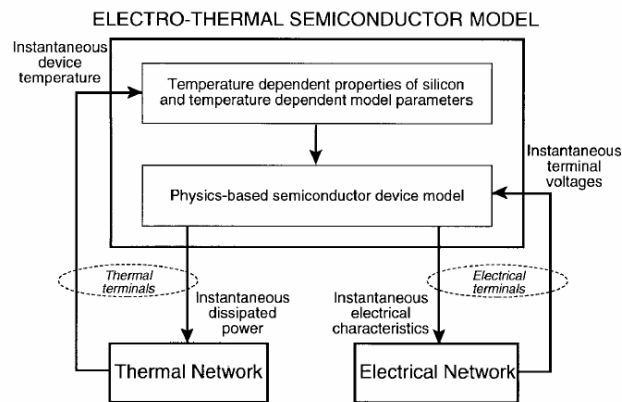 ELECTRO-THERMAL SEMICONDUCTOR MODEL
Instantaneous
device
temperature
Temperature dependent properties of silicon
and temperature dependent model parameters
Instantaneous
terminal
voltages
Physics-based semiconductor device model
Thermal
terminals
Electrical
terminals
Instantaneous
dissipated
power
Instantaneous
electrical
characteristics
Thermal Network
Electrical Network